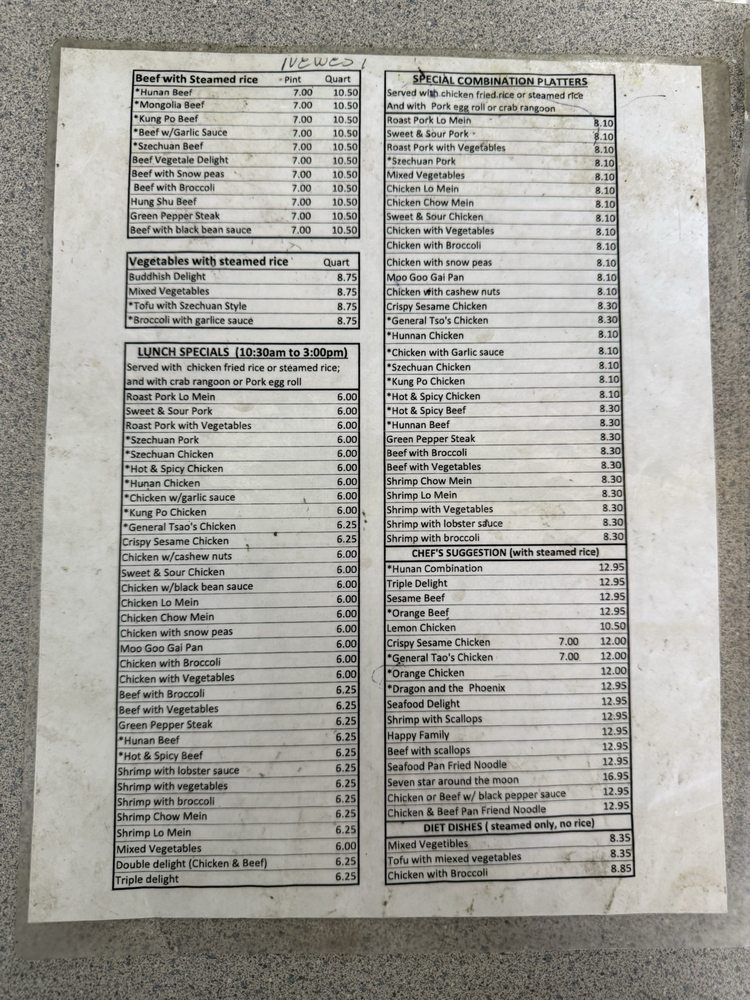 NEWEST
Beef with Steamed rice Pint Quart
*Hunan Beef 7.00 10.50
*Mongolia Beef 7.00 10.50
*Kung Po Beef 7.00 10.50
*Beef w/Garlic Sauce 7.00 10.50
*Szechuan Beef 7.00 10.50
Beef Vegetale Delight 7.00 10.50
Beef with Snow peas 7.00 10.50
Beef with Broccoli 7.00 10.50
Hung Shu Beef 7.00 10.50
Green Pepper Steak 7.00 10.50
Beef with black bean sauce 7.00 10.50
Vegetables with steamed rice Quart
Buddhish Delight 8.75
Mixed Vegetables 8.75
*Tofu with Szechuan Style 8.75
*Broccoli with garlice sauce 8.75
LUNCH SPECIALS (10:30am to 3:00pm)
Served with chicken fried rice or steamed rice;
and with crab rangoon or Pork egg roll
Roast Pork Lo Mein 6.00
Sweet & Sour Pork 6.00
Roast Pork with Vegetables 6.00
*Szechuan Pork 6.00
*Szechuan Chicken 6.00
*Hot & Spicy Chicken 6.00
*Hunan Chicken 6.00
*Chicken w/garlic sauce 6.00
*Kung Po Chicken 6.00
*General Tsao's Chicken 6.25
Crispy Sesame Chicken 6.25
Chicken w/cashew nuts 6.00
Sweet & Sour Chicken 6.00
Chicken w/black bean sauce 6.00
Chicken Lo Mein 6.00
Chicken Chow Mein 6.00
Chicken with snow peas 6.00
Moo Goo Gai Pan 6.00
Chicken with Broccoli 6.00
Chicken with Vegetables 6.00
Beef with Broccoli 6.25
Beef with Vegetables 6.25
Green Pepper Steak 6.25
*Hunan Beef 6.25
*Hot & Spicy Beef 6.25
Shrimp with lobster sauce 6.25
Shrimp with vegetables 6.25
Shrimp with broccoli 6.25
Shrimp Chow Mein 6.25
Shrimp Lo Mein 6.25
Mixed Vegetables 6.00
Double delight (Chicken & Beef) 6.25
Triple delight 6.25
SPECIAL COMBINATION PLATTERS
Served with chicken fried rice or steamed rice
And with Pork egg roll or crab rangoon
Roast Pork Lo Mein 8.10
Sweet & Sour Pork 8.10
Roast Pork with Vegetables 8.10
*Szechuan Pork 8.10
Mixed Vegetables 8.10
Chicken Lo Mein 8.10
Chicken Chow Mein 8.10
Sweet & Sour Chicken 8.10
Chicken with Vegetables 8.10
Chicken with Broccoli 8.10
Chicken with snow peas 8.10
Moo Goo Gai Pan 8.10
Chicken with cashew nuts 8.10
Crispy Sesame Chicken 8.30
*General Tso's Chicken 8.30
*Hunnan Chicken 8.10
*Chicken with Garlic sauce 8.10
*Szechuan Chicken 8.10
*Kung Po Chicken 8.10
*Hot & Spicy Chicken 8.10
*Hot & Spicy Beef 8.30
*Hunnan Beef 8.30
Green Pepper Steak 8.30
Beef with Broccoli 8.30
Beef with Vegetables 8.30
Shrimp Chow Mein 8.30
Shrimp Lo Mein 8.30
Shrimp with Vegetables 8.30
Shrimp with lobster sauce 8.30
Shrimp with broccoli 8.30
CHEF'S SUGGESTION (with steamed rice)
*Hunan Combination 12.95
Triple Delight 12.95
Sesame Beef 12.95
*Orange Beef 12.95
Lemon Chicken 10.50
Crispy Sesame Chicken 7.00 12.00
*General Tao's Chicken 7.00 12.00
*Orange Chicken 12.00
*Dragon and the Phoenix 12.95
Seafood Delight 12.95
Shrimp with Scallops 12.95
Happy Family 12.95
Beef with scallops 12.95
Seafood Pan Fried Noodle 12.95
Seven star around the moon 16.95
Chicken or Beef w/ black pepper sauce 12.95
Chicken & Beef Pan Friend Noodle 12.95
DIET DISHES ( steamed only, no rice)
Mixed Vegetibles 8.35
Tofu with miexed vegetables 8.35
Chicken with Broccoli 8.85